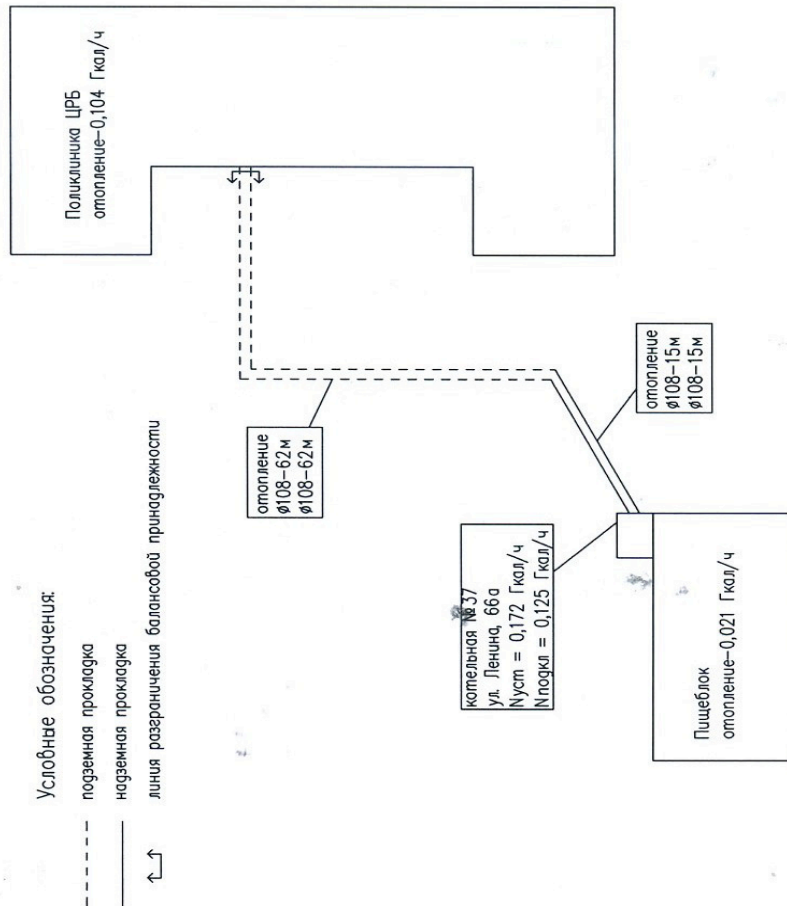 Условные обозначения:
подземная прокладка
надземная прокладка
линия разграничения балансовой принадлежности
Поликлиника ЦРБ
отопление-0,104 Гкал/ч
отопление
ø108-62м
ø108-62м
отопление
ø108-15м
ø108-15м
котельная № 37
ул. Ленина, 66а
Nуст = 0,172 Гкал/ч
Nподкл = 0,125 Гкал/ч
Пищеблок
отопление-0,021 Гкал/ч